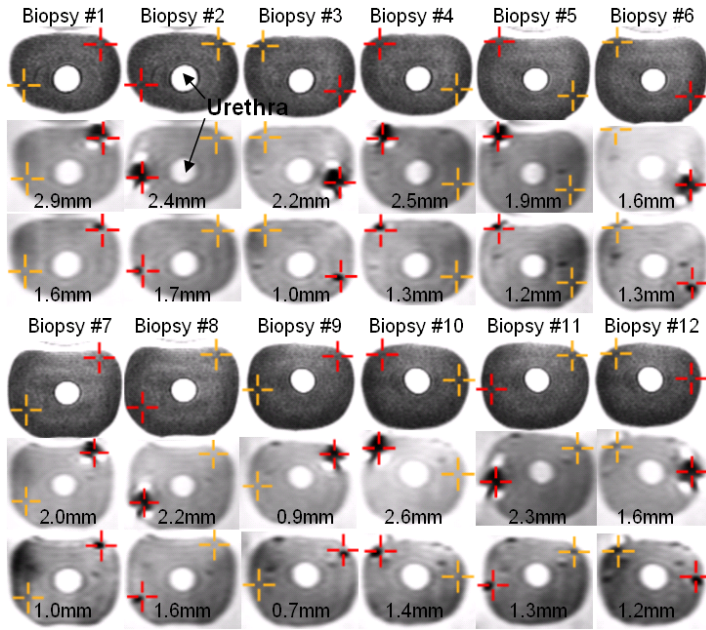 Biopsy #1 Biopsy #2 Biopsy #3 Biopsy #4 Biopsy #5 Biopsy #6
Urethra
2.9mm 2.4mm 2.2mm 2.5mm 1.9mm 1.6mm
1.6mm 1.7mm 1.0mm 1.3mm 1.2mm 1.3mm
Biopsy #7 Biopsy #8 Biopsy #9 Biopsy #10 Biopsy #11 Biopsy #12
2.0mm 2.2mm 0.9mm 2.6mm 2.3mm 1.6mm
1.0mm 1.6mm 0.7mm 1.4mm 1.3mm 1.2mm